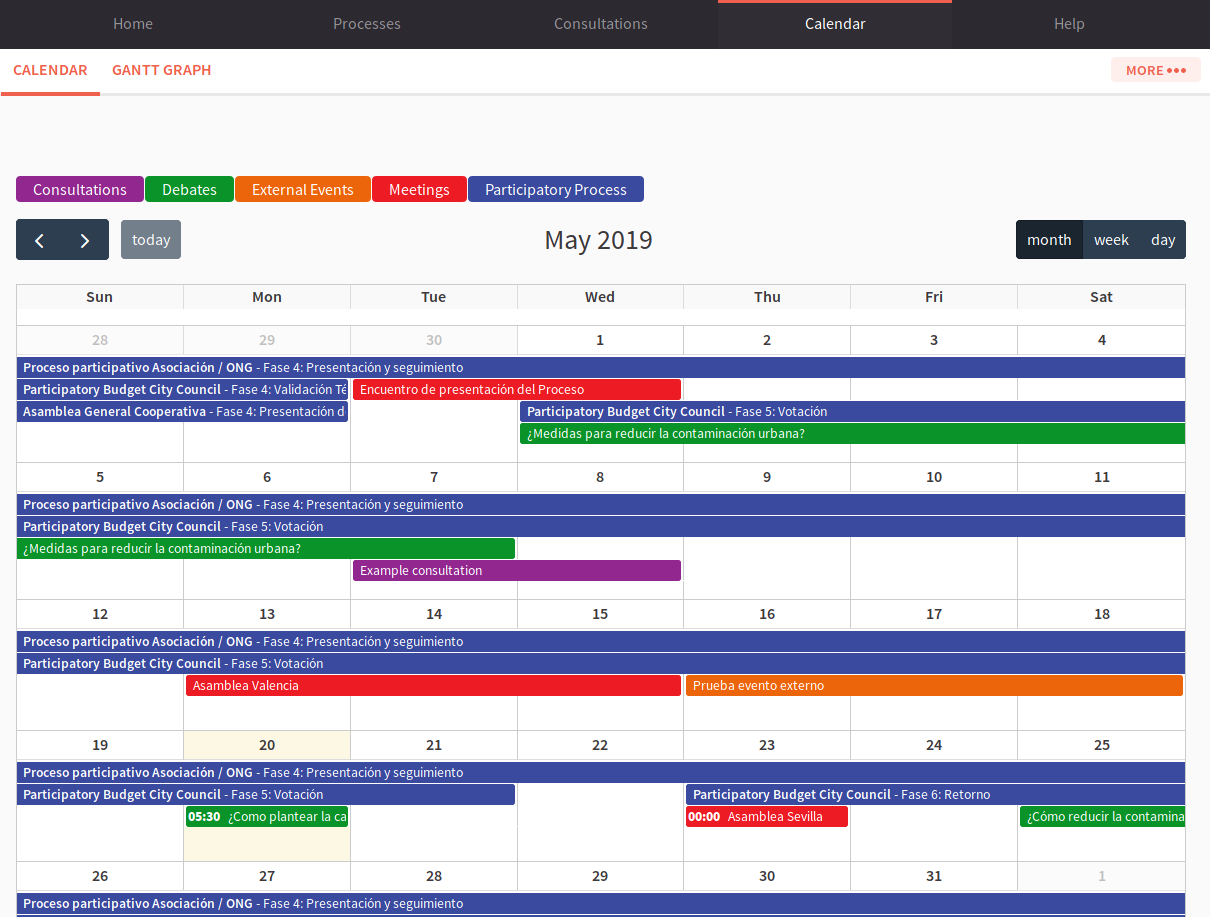 Home Processes Consultations Calendar Help
CALENDAR GANTT GRAPH MORE •••
Consultations Debates External Events Meetings Participatory Process
today May 2019 month week day
Sun Mon Tue Wed Thu Fri Sat
28 29 30 1 2 3 4
Proceso participativo Asociación / ONG - Fase 4: Presentación y seguimiento
Participatory Budget City Council - Fase 4: Validación Té Encuentro de presentación del Proceso
Asamblea General Cooperativa - Fase 4: Presentación d Participatory Budget City Council - Fase 5: Votación
¿Medidas para reducir la contaminación urbana?
5 6 7 8 9 10 11
Proceso participativo Asociación / ONG - Fase 4: Presentación y seguimiento
Participatory Budget City Council - Fase 5: Votación
¿Medidas para reducir la contaminación urbana?
Example consultation
12 13 14 15 16 17 18
Proceso participativo Asociación / ONG - Fase 4: Presentación y seguimiento
Participatory Budget City Council - Fase 5: Votación
Asamblea Valencia Prueba evento externo
19 20 21 22 23 24 25
Proceso participativo Asociación / ONG - Fase 4: Presentación y seguimiento
Participatory Budget City Council - Fase 5: Votación Participatory Budget City Council - Fase 6: Retorno
05:30 ¿Como plantear la ca 00:00 Asamblea Sevilla ¿Cómo reducir la contamina
26 27 28 29 30 31 1
Proceso participativo Asociación / ONG - Fase 4: Presentación y seguimiento